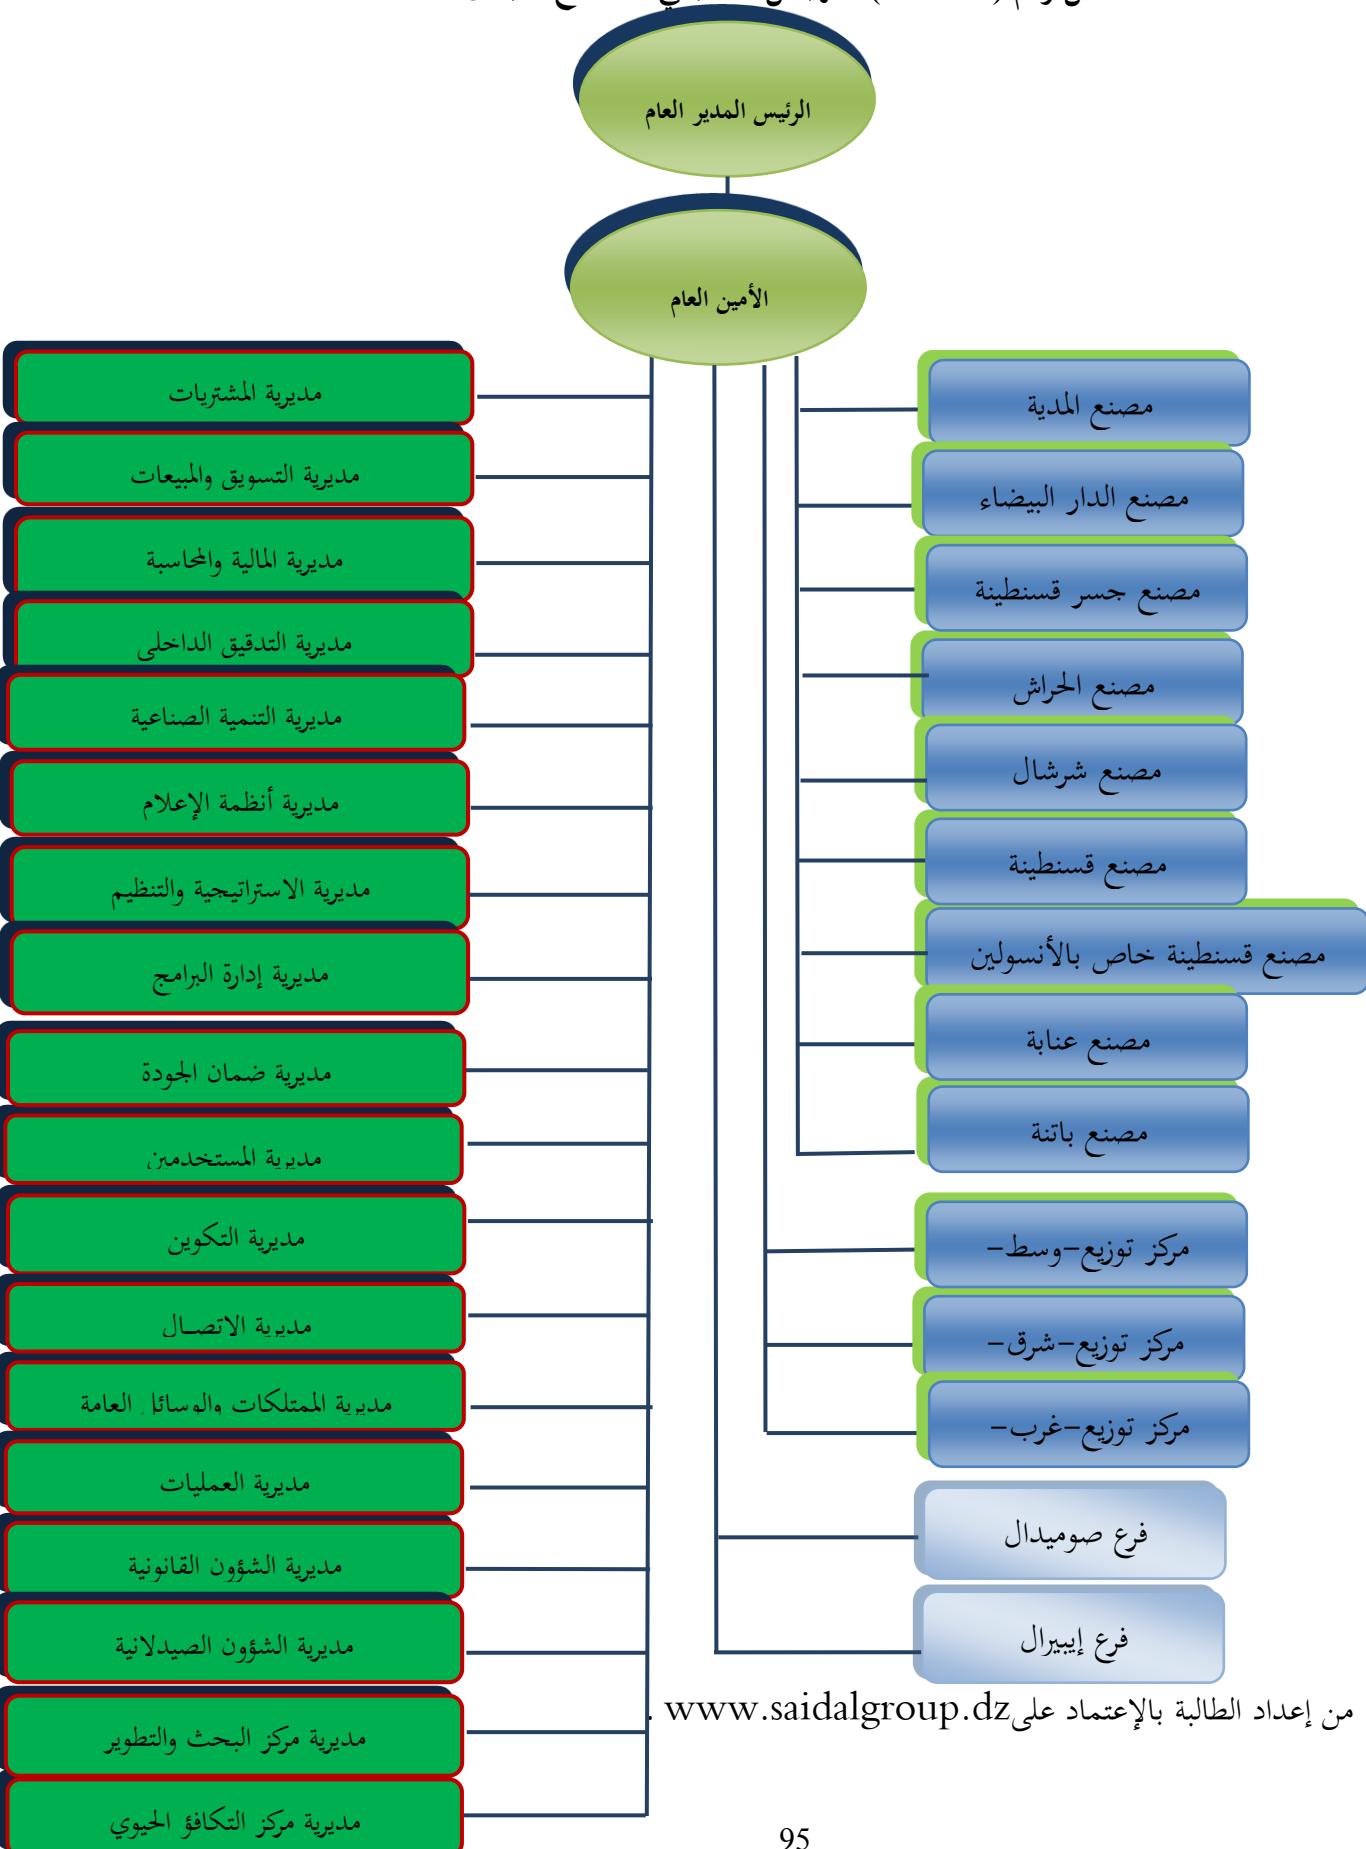 الرئيس المدير العام
الأمين العام
مصنع المدية
مصنع الدار البيضاء
مصنع جسر قسنطينة
مصنع الحراش
مصنع شرشال
مصنع قسنطينة
مصنع قسنطينة خاص بالأنسولين
مصنع عنابة
مصنع باتنة
مركز توزيع-وسط-
مركز توزيع-شرق-
مركز توزيع-غرب-
فرع صوميدال
فرع إيبيرال
مديرية المشتريات
مديرية التسويق والمبيعات
مديرية المالية والمحاسبة
مديرية التدقيق الداخلي
مديرية التنمية الصناعية
مديرية أنظمة الإعلام
مديرية الاستراتيجية والتنظيم
مديرية إدارة البرامج
مديرية ضمان الجودة
مديرية المستخدمين
مديرية التكوين
مديرية الاتصال
مديرية الممتلكات والوسائل العامة
مديرية العمليات
مديرية الشؤون القانونية
مديرية الشؤون الصيدلانية
مديرية مركز البحث والتطوير
مديرية مركز التكافؤ الحيوي
من إعداد الطالبة بالإعتماد على www.saidalgroup.dz .
95